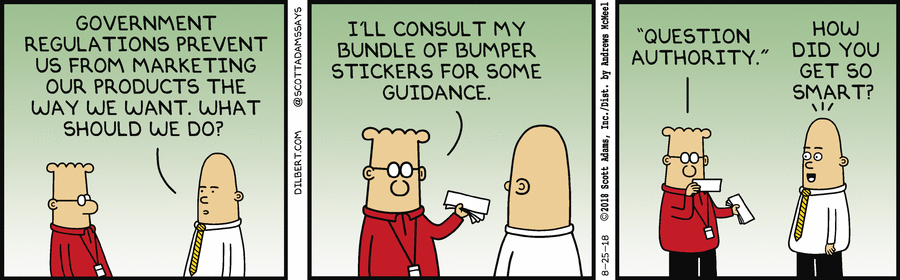 GOVERNMENT
REGULATIONS PREVENT
US FROM MARKETING
OUR PRODUCTS THE
WAY WE WANT. WHAT
SHOULD WE DO?
DILBERT.COM @SCOTTADAMSSAYS
I'LL CONSULT MY
BUNDLE OF BUMPER
STICKERS FOR SOME
GUIDANCE.
8-25-18 ©2018 Scott Adams, Inc./Dist. by Andrews McMeel
"QUESTION
AUTHORITY."
HOW
DID YOU
GET SO
SMART?